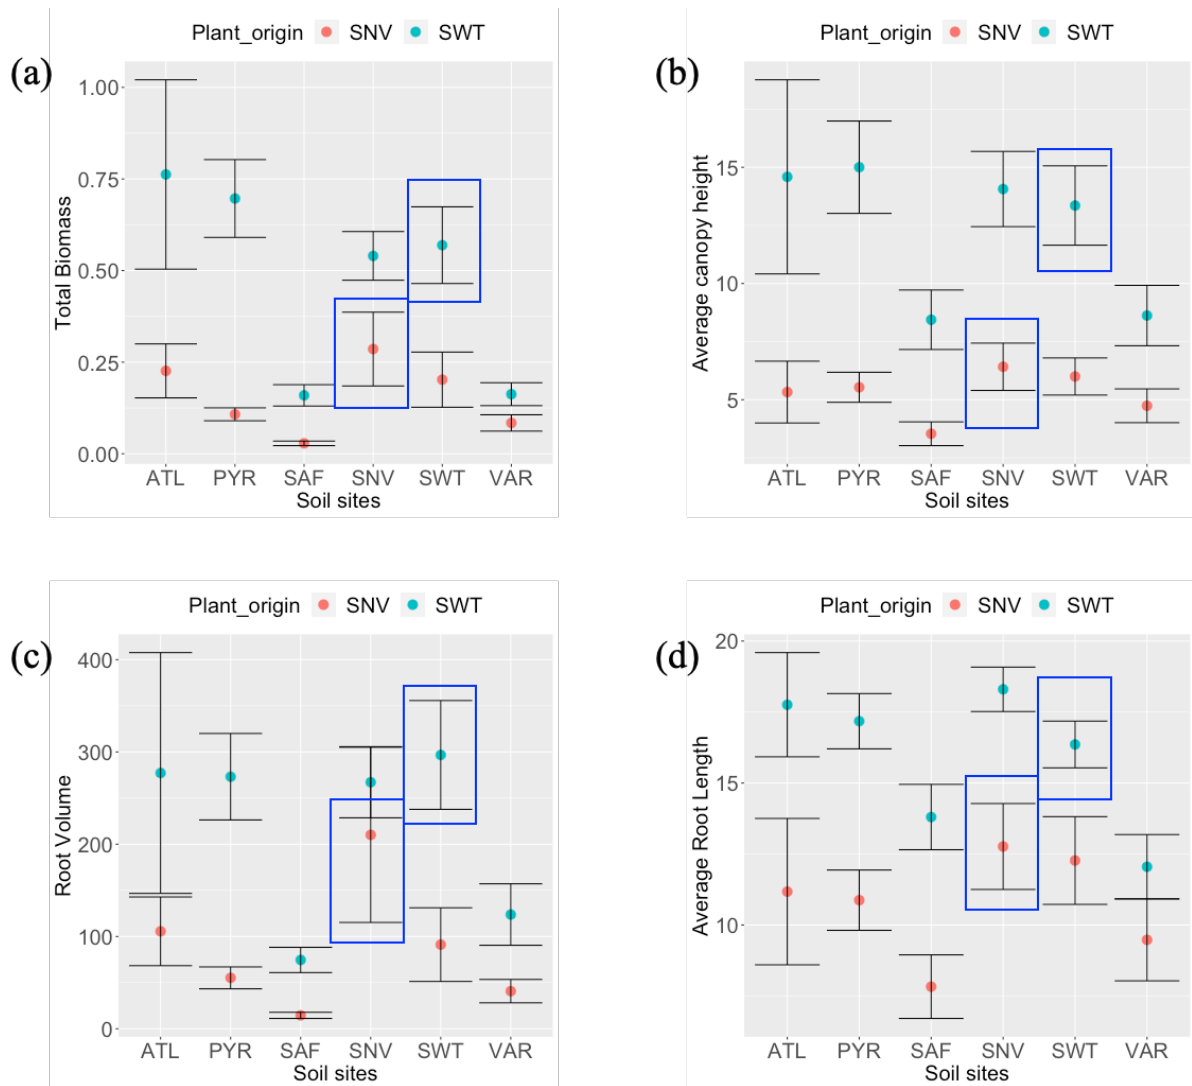 Plant_origin SNV SWT
(a)
Total Biomass
1.00
0.75
0.50
0.25
0.00
ATL PYR SAF SNV SWT VAR
Soil sites
Plant_origin SNV SWT
(b)
Average canopy height
15
10
5
ATL PYR SAF SNV SWT VAR
Soil sites
Plant_origin SNV SWT
(c)
Root Volume
400
300
200
100
0
ATL PYR SAF SNV SWT VAR
Soil sites
Plant_origin SNV SWT
(d)
Average Root Length
20
15
10
ATL PYR SAF SNV SWT VAR
Soil sites